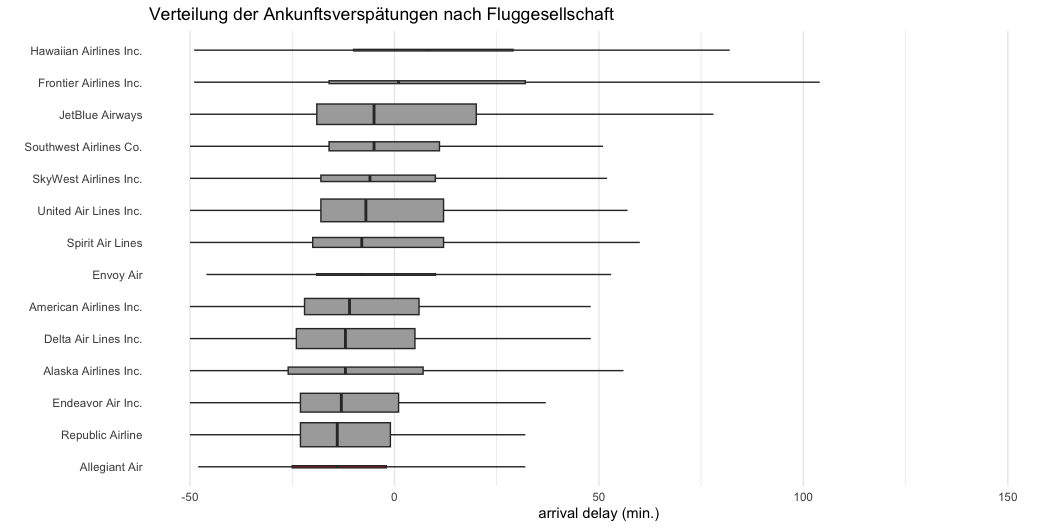 Verteilung der Ankunftsverspätungen nach Fluggesellschaft
Hawaiian Airlines Inc.
Frontier Airlines Inc.
JetBlue Airways
Southwest Airlines Co.
SkyWest Airlines Inc.
United Air Lines Inc.
Spirit Air Lines
Envoy Air
American Airlines Inc.
Delta Air Lines Inc.
Alaska Airlines Inc.
Endeavor Air Inc.
Republic Airline
Allegiant Air
-50 0 50 100 150
arrival delay (min.)